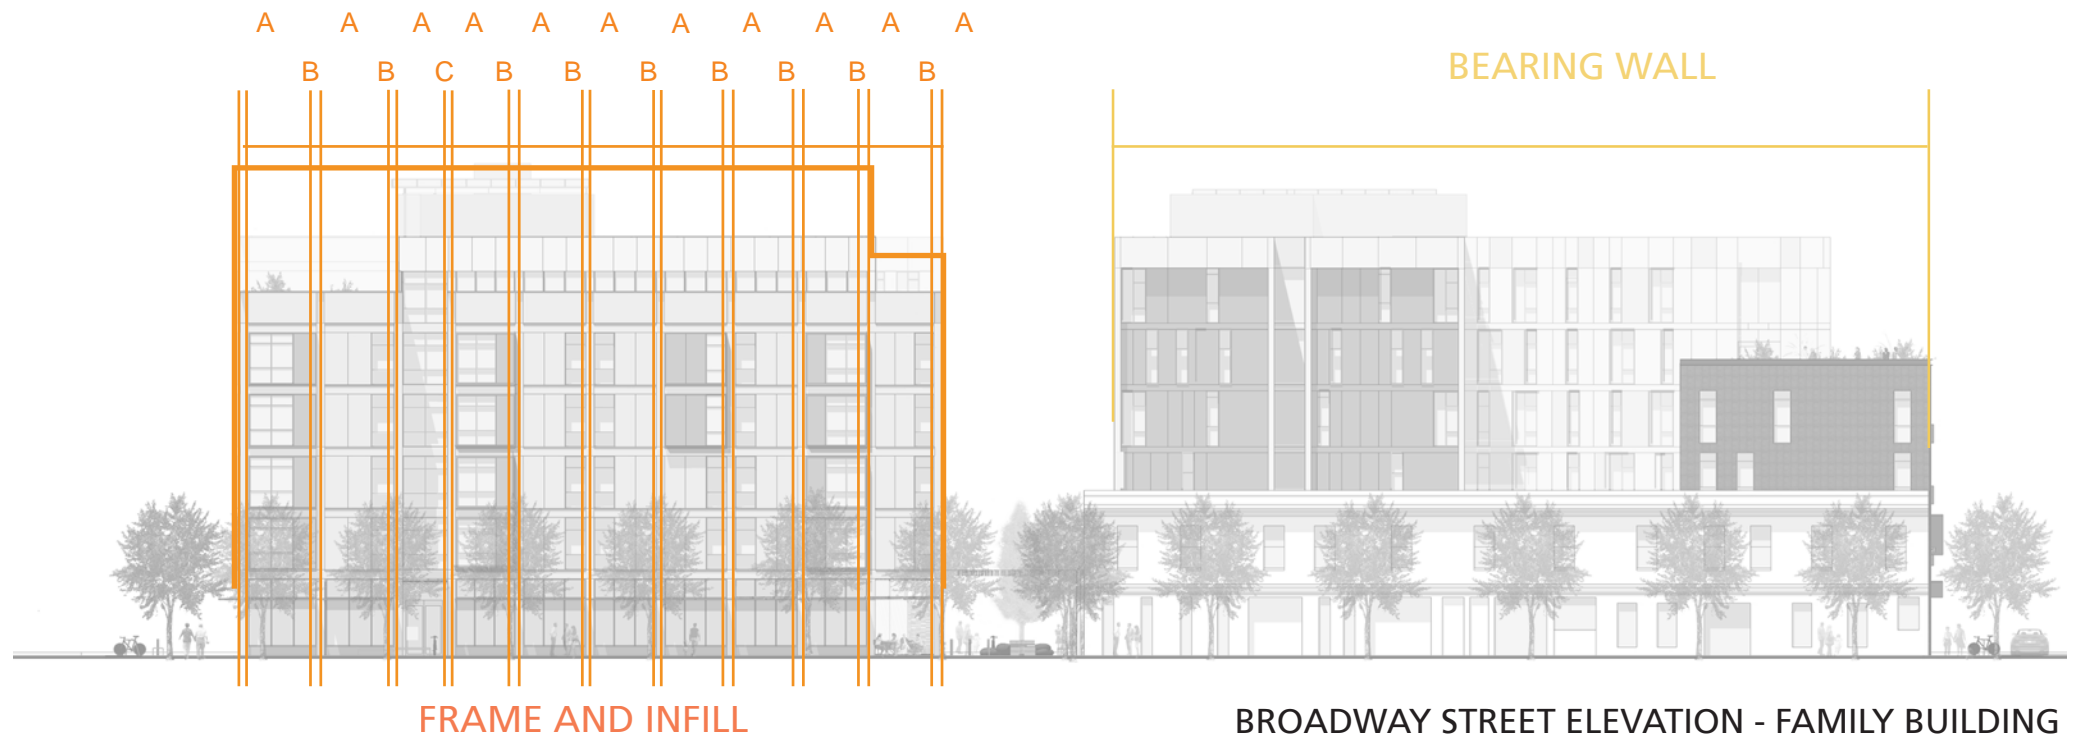 A A A A A A A A A A A
B B C B B B B B B B
BEARING WALL
FRAME AND INFILL
BROADWAY STREET ELEVATION - FAMILY BUILDING